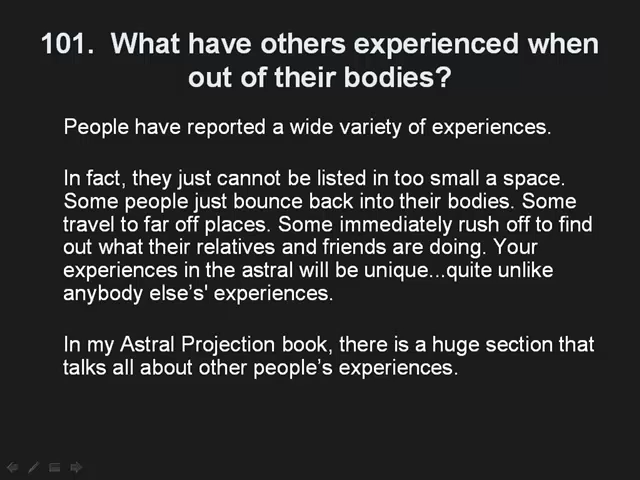 101.  What have others experienced when
out of their bodies?
People have reported a wide variety of experiences.
In fact, they just cannot be listed in too small a space.
Some people just bounce back into their bodies. Some
travel to far off places. Some immediately rush off to find
out what their relatives and friends are doing. Your
experiences in the astral will be unique...quite unlike
anybody else’s' experiences.
In my Astral Projection book, there is a huge section that
talks all about other people’s experiences.